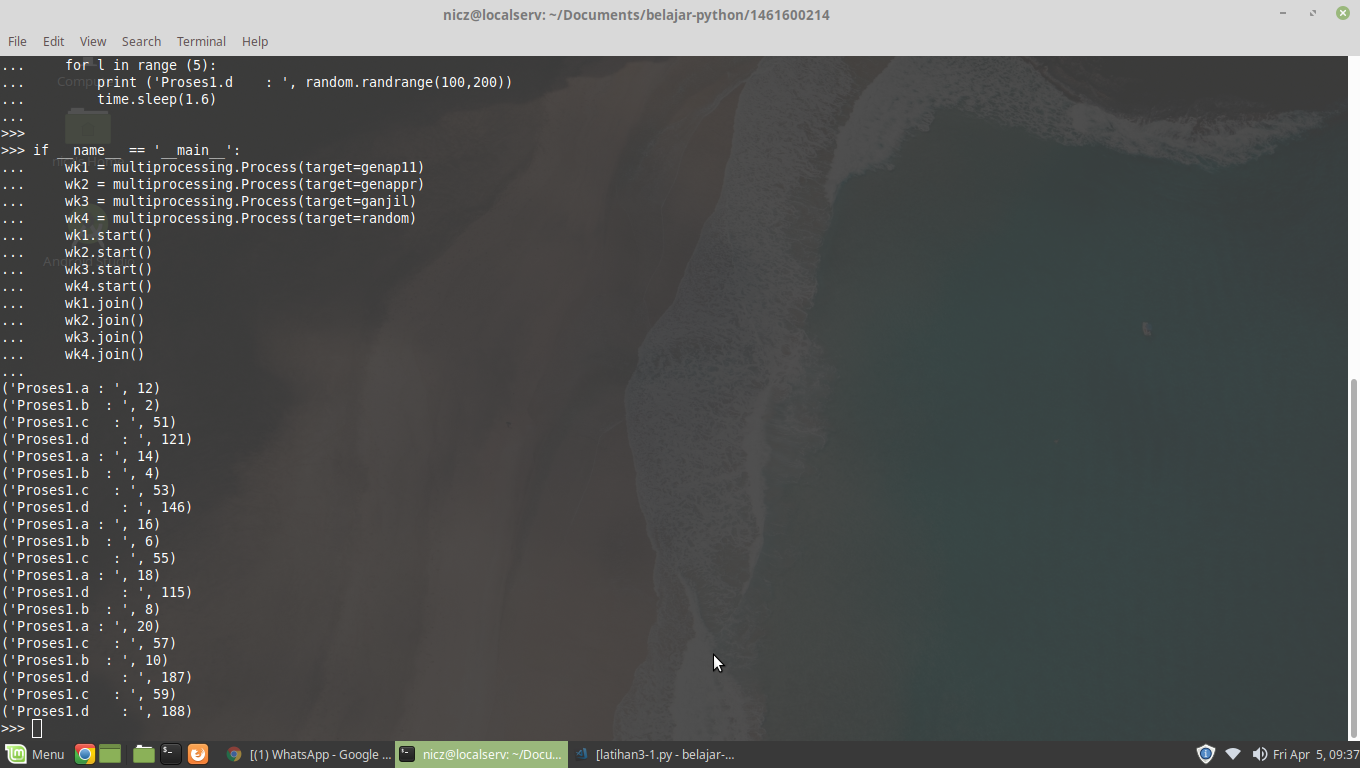 nicz@localserv: ~/Documents/belajar-python/1461600214
File Edit View Search Terminal Help
...     for l in range (5):
...         print ('Proses1.d    : ', random.randrange(100,200))
...         time.sleep(1.6)
...
>>>
>>> if __name__ == '__main__':
...     wk1 = multiprocessing.Process(target=genap11)
...     wk2 = multiprocessing.Process(target=genappr)
...     wk3 = multiprocessing.Process(target=ganjil)
...     wk4 = multiprocessing.Process(target=random)
...     wk1.start()
...     wk2.start()
...     wk3.start()
...     wk4.start()
...     wk1.join()
...     wk2.join()
...     wk3.join()
...     wk4.join()
...
('Proses1.a : ', 12)
('Proses1.b  : ', 2)
('Proses1.c   : ', 51)
('Proses1.d    : ', 121)
('Proses1.a : ', 14)
('Proses1.b  : ', 4)
('Proses1.c   : ', 53)
('Proses1.d    : ', 146)
('Proses1.a : ', 16)
('Proses1.b  : ', 6)
('Proses1.c   : ', 55)
('Proses1.a : ', 18)
('Proses1.d    : ', 115)
('Proses1.b  : ', 8)
('Proses1.a : ', 20)
('Proses1.c   : ', 57)
('Proses1.b  : ', 10)
('Proses1.d    : ', 187)
('Proses1.c   : ', 59)
('Proses1.d    : ', 188)
>>>
Menu [(1) WhatsApp - Google ... nicz@localserv: ~/Docu... [latihan3-1.py - belajar-... Fri Apr 5, 09:37